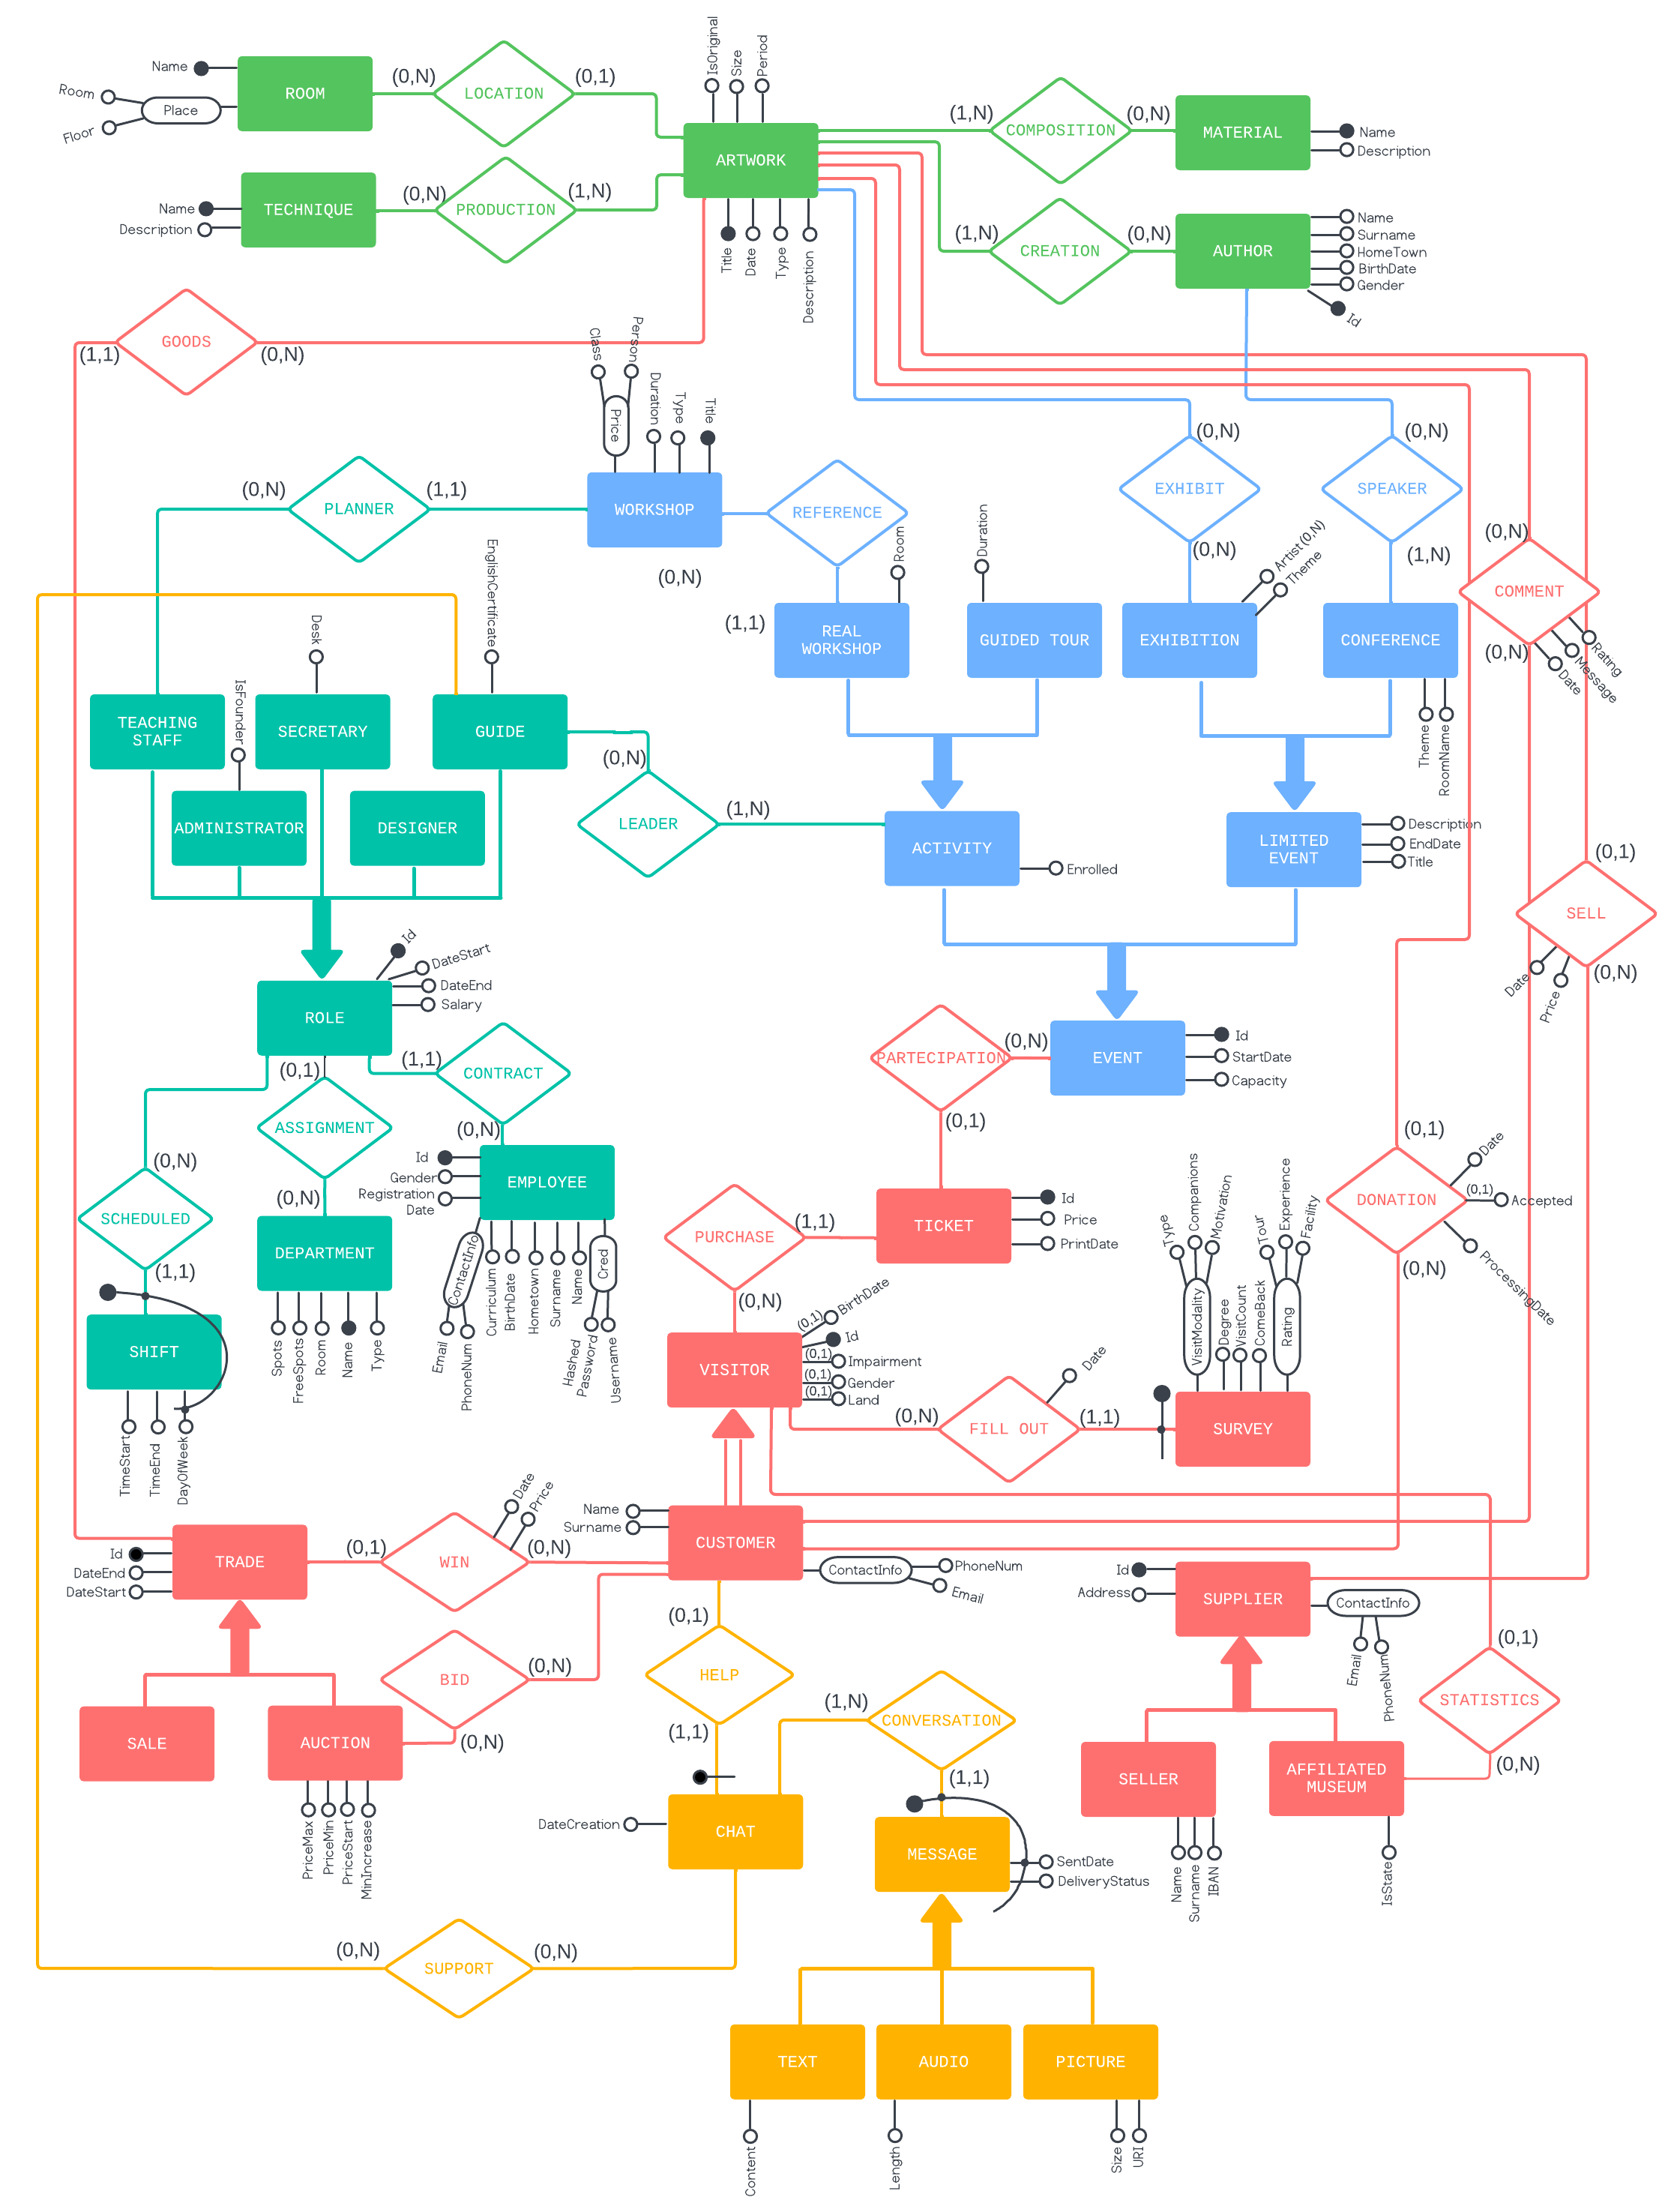 IsOriginal
Size
Period
Name
Room
Floor
Place
ROOM
(0,N)
LOCATION
(0,1)
ARTWORK
(1,N)
COMPOSITION
(0,N)
MATERIAL
Name
Description
Name
Description
TECHNIQUE
(0,N)
PRODUCTION
(1,N)
Title
Date
Type
Description
(1,N)
CREATION
(0,N)
AUTHOR
Name
Surname
HomeTown
BirthDate
Gender
Id
(1,1)
GOODS
(0,N)
Class
Person
Price
Duration
Type
Title
(0,N)
PLANNER
(1,1)
WORKSHOP
REFERENCE
(0,N)
(1,1)
Room
REAL
WORKSHOP
Duration
GUIDED TOUR
(0,N)
EXHIBIT
(0,N)
Artist (0,N)
Theme
EXHIBITION
(0,N)
SPEAKER
(1,N)
CONFERENCE
Theme
RoomName
(0,N)
COMMENT
(0,N)
Rating
Message
Date
TEACHING
STAFF
Desk
SECRETARY
IsFounder
ADMINISTRATOR
DESIGNER
EnglishCertificate
GUIDE
(0,N)
LEADER
(1,N)
ACTIVITY
Enrolled
LIMITED
EVENT
Description
EndDate
Title
(0,1)
SELL
(0,N)
Date
Price
ROLE
Id
DateStart
DateEnd
Salary
(0,1)
(1,1)
CONTRACT
ASSIGNMENT
(0,N)
(0,N)
SCHEDULED
(1,1)
(0,N)
DEPARTMENT
Spots
FreeSpots
Room
Name
Type
Id
Gender
Registration
Date
EMPLOYEE
ContactInfo
Email
PhoneNum
Curriculum
BirthDate
Hometown
Surname
Name
Cred
Hashed
Password
Username
SHIFT
TimeStart
TimeEnd
DayOfWeek
PARTECIPATION
(0,N)
EVENT
Id
StartDate
Capacity
(0,1)
TICKET
Id
Price
PrintDate
PURCHASE
(1,1)
(0,N)
VISITOR
(0,1)
BirthDate
Id
(0,1)
Impairment
(0,1)
Gender
(0,1)
Land
(0,1)
DONATION
Date
(0,1)
Accepted
ProcessingDate
(0,N)
Type
Companions
Motivation
VisitModality
Degree
VisitCount
ComeBack
Tour
Experience
Facility
Rating
(0,N)
FILL OUT
Date
(1,1)
SURVEY
Id
DateEnd
DateStart
TRADE
(0,1)
WIN
Date
Price
(0,N)
Name
Surname
CUSTOMER
ContactInfo
PhoneNum
Email
Id
Address
SUPPLIER
ContactInfo
Email
PhoneNum
(0,1)
STATISTICS
(0,N)
SALE
AUCTION
PriceMax
PriceMin
PriceStart
MinIncrease
BID
(0,N)
(0,N)
(0,1)
HELP
(1,1)
(1,N)
CONVERSATION
(1,1)
DateCreation
CHAT
MESSAGE
SentDate
DeliveryStatus
SELLER
Name
Surname
IBAN
AFFILIATED
MUSEUM
IsState
(0,N)
SUPPORT
(0,N)
TEXT
AUDIO
PICTURE
Content
Length
Size
URI